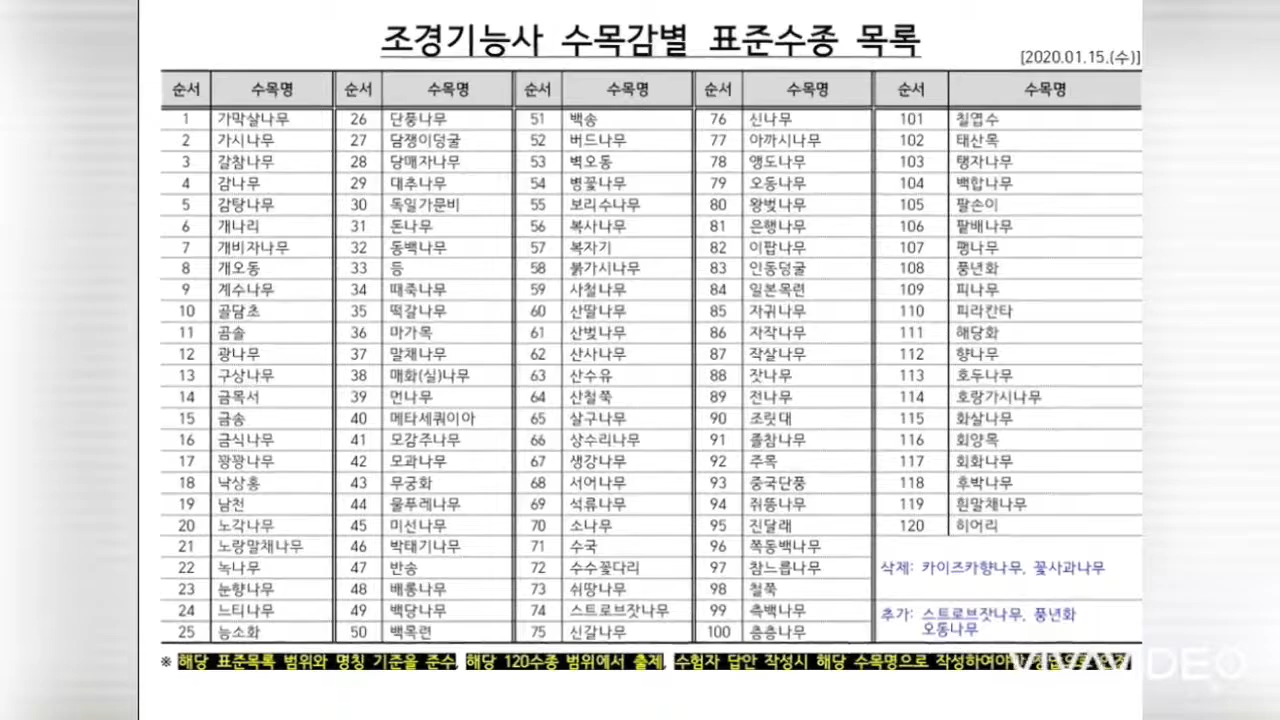 조경기능사 수목감별 표준수종 목록
[2020.01.15.(수)]
순서 수목명 순서 수목명 순서 수목명 순서 수목명 순서 수목명
1 가막살나무 26 단풍나무 51 백송 76 신나무 101 칠엽수
2 가시나무 27 담쟁이덩굴 52 버드나무 77 아까시나무 102 태산목
3 갈참나무 28 당매자나무 53 벽오동 78 앵도나무 103 탱자나무
4 감나무 29 대추나무 54 병꽃나무 79 오동나무 104 백합나무
5 감탕나무 30 독일가문비 55 보리수나무 80 왕벚나무 105 팔손이
6 개나리 31 돈나무 56 복사나무 81 은행나무 106 팥배나무
7 개비자나무 32 동백나무 57 복자기 82 이팝나무 107 팽나무
8 개오동 33 등 58 붉가시나무 83 인동덩굴 108 풍년화
9 계수나무 34 때죽나무 59 사철나무 84 일본목련 109 피나무
10 골담초 35 떡갈나무 60 산딸나무 85 자귀나무 110 피라칸타
11 곰솔 36 마가목 61 산벚나무 86 자작나무 111 해당화
12 광나무 37 말채나무 62 산사나무 87 작살나무 112 향나무
13 구상나무 38 매화(실)나무 63 산수유 88 잣나무 113 호두나무
14 금목서 39 먼나무 64 산철쭉 89 전나무 114 호랑가시나무
15 금송 40 메타세쿼이아 65 살구나무 90 조릿대 115 화살나무
16 금식나무 41 모감주나무 66 상수리나무 91 졸참나무 116 회양목
17 꽝꽝나무 42 모과나무 67 생강나무 92 주목 117 회화나무
18 낙상홍 43 무궁화 68 서어나무 93 중국단풍 118 후박나무
19 남천 44 물푸레나무 69 석류나무 94 쥐똥나무 119 흰말채나무
20 노각나무 45 미선나무 70 소나무 95 진달래 120 히어리
21 노랑말채나무 46 박태기나무 71 수국 96 쪽동백나무
22 녹나무 47 반송 72 수수꽃다리 97 참느릅나무 삭제: 카이즈카향나무, 꽃사과나무
23 눈향나무 48 배롱나무 73 쉬땅나무 98 철쭉
24 느티나무 49 백당나무 74 스트로브잣나무 99 측백나무 추가: 스트로브잣나무, 풍년화
25 능소화 50 백목련 75 신갈나무 100 층층나무 오동나무
※ 해당 표준목록 범위와 명칭 기준을 준수, 해당 120수종 범위에서 출제, 수험자 답안 작성시 해당 수목명으로 작성하여야
VIVAVIDEO